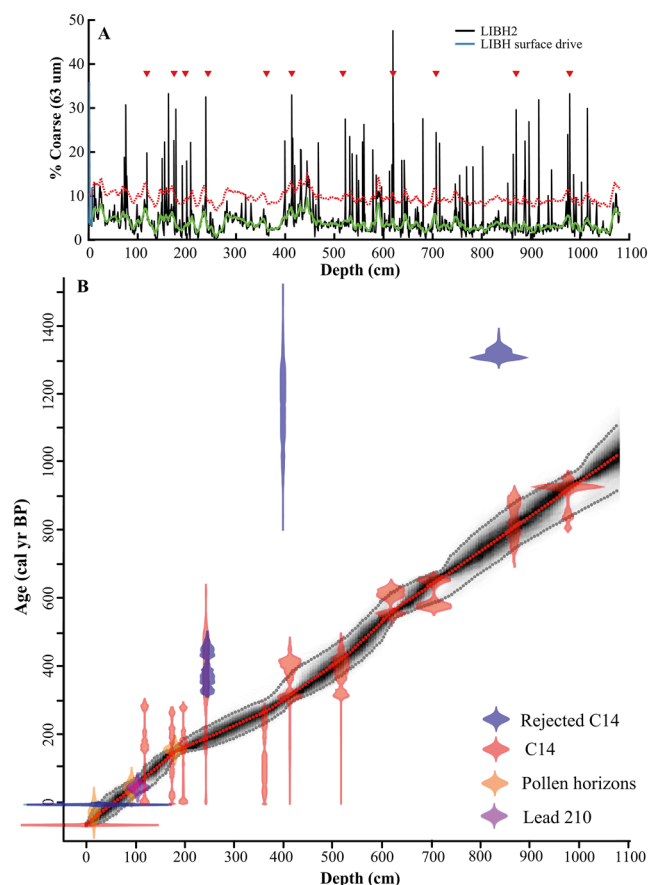 A
LIBH2
LIBH surface drive
% Coarse (63 um)
60
50
40
30
20
10
0
0 100 200 300 400 500 600 700 800 900 1000 1100
Depth (cm)
B
Age (cal yr BP)
1400
1200
1000
800
600
400
200
0
Rejected C14
C14
Pollen horizons
Lead 210
0 100 200 300 400 500 600 700 800 900 1000 1100
Depth (cm)